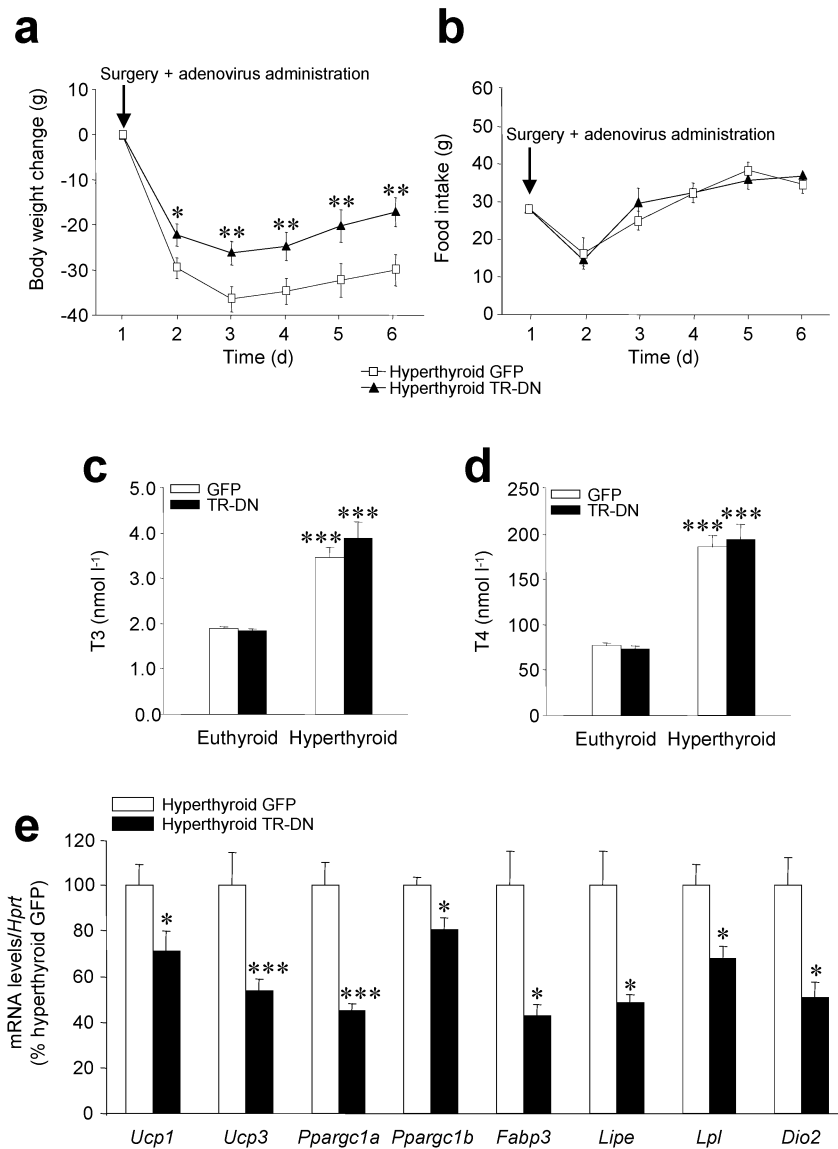 a
Surgery + adenovirus administration
Body weight change (g)
10
0
-10
-20
-30
-40
* ** ** ** **
1 2 3 4 5 6
Time (d)
b
Surgery + adenovirus administration
Food intake (g)
60
50
40
30
20
10
0
1 2 3 4 5 6
Time (d)
Hyperthyroid GFP
Hyperthyroid TR-DN
c
GFP
TR-DN
T3 (nmol l-1)
5.0
4.0
3.0
2.0
1.0
0.0
*** ***
Euthyroid Hyperthyroid
d
GFP
TR-DN
T4 (nmol l-1)
250
200
150
100
50
0
*** ***
Euthyroid Hyperthyroid
e
Hyperthyroid GFP
Hyperthyroid TR-DN
mRNA levels/Hprt
(% hyperthyroid GFP)
120
100
80
60
40
20
0
* *** *** * * * * *
Ucp1 Ucp3 Ppargc1a Ppargc1b Fabp3 Lipe Lpl Dio2